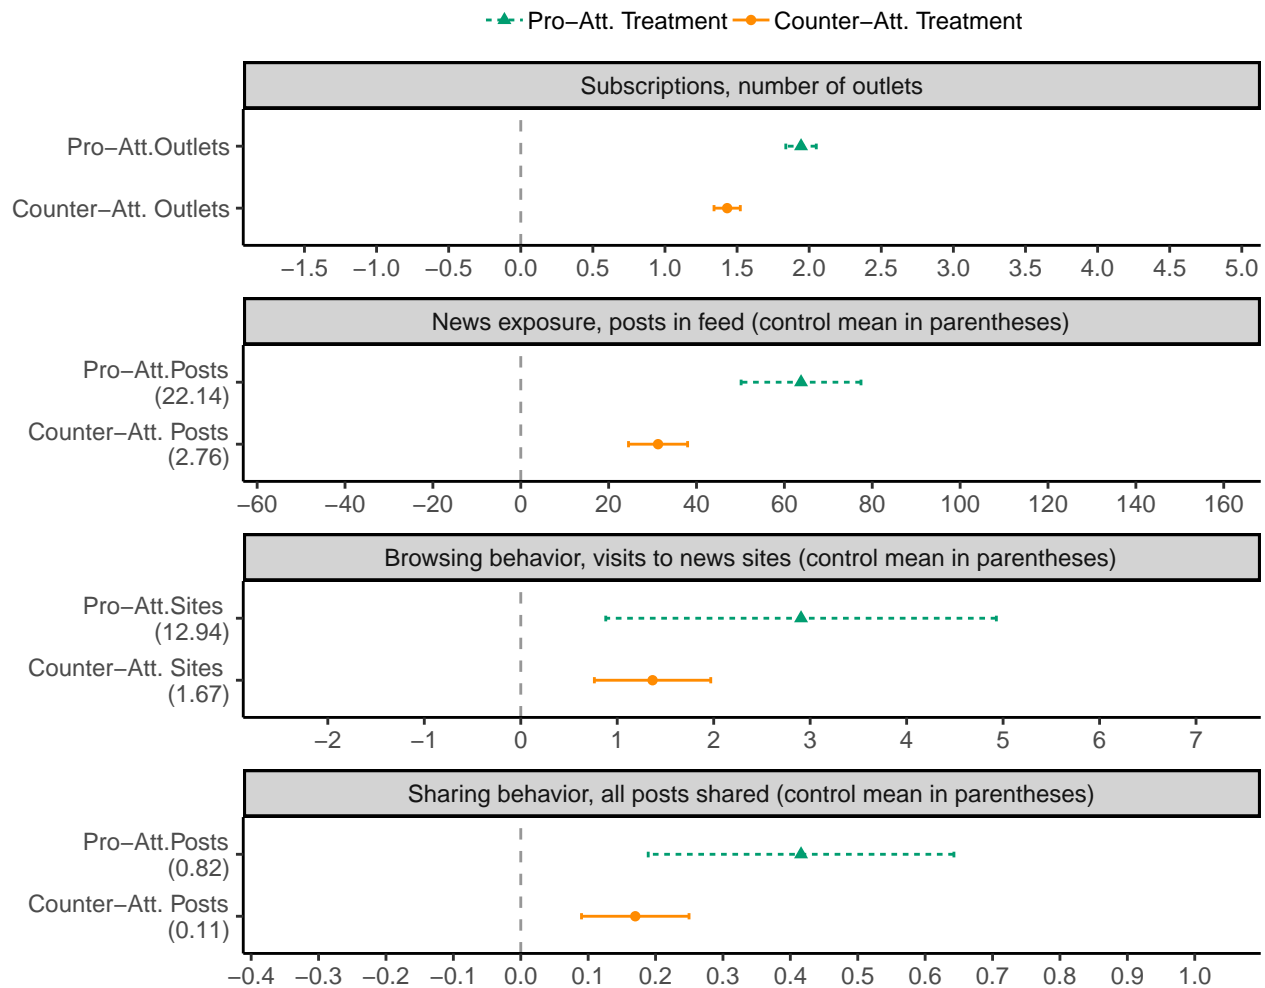 Pro−Att. Treatment Counter−Att. Treatment
Subscriptions, number of outlets
Pro−Att.Outlets
Counter−Att. Outlets
−1.5 −1.0 −0.5 0.0 0.5 1.0 1.5 2.0 2.5 3.0 3.5 4.0 4.5 5.0
News exposure, posts in feed (control mean in parentheses)
Pro−Att.Posts
(22.14)
Counter−Att. Posts
(2.76)
−60 −40 −20 0 20 40 60 80 100 120 140 160
Browsing behavior, visits to news sites (control mean in parentheses)
Pro−Att.Sites
(12.94)
Counter−Att. Sites
(1.67)
−2 −1 0 1 2 3 4 5 6 7
Sharing behavior, all posts shared (control mean in parentheses)
Pro−Att.Posts
(0.82)
Counter−Att. Posts
(0.11)
−0.4 −0.3 −0.2 −0.1 0.0 0.1 0.2 0.3 0.4 0.5 0.6 0.7 0.8 0.9 1.0